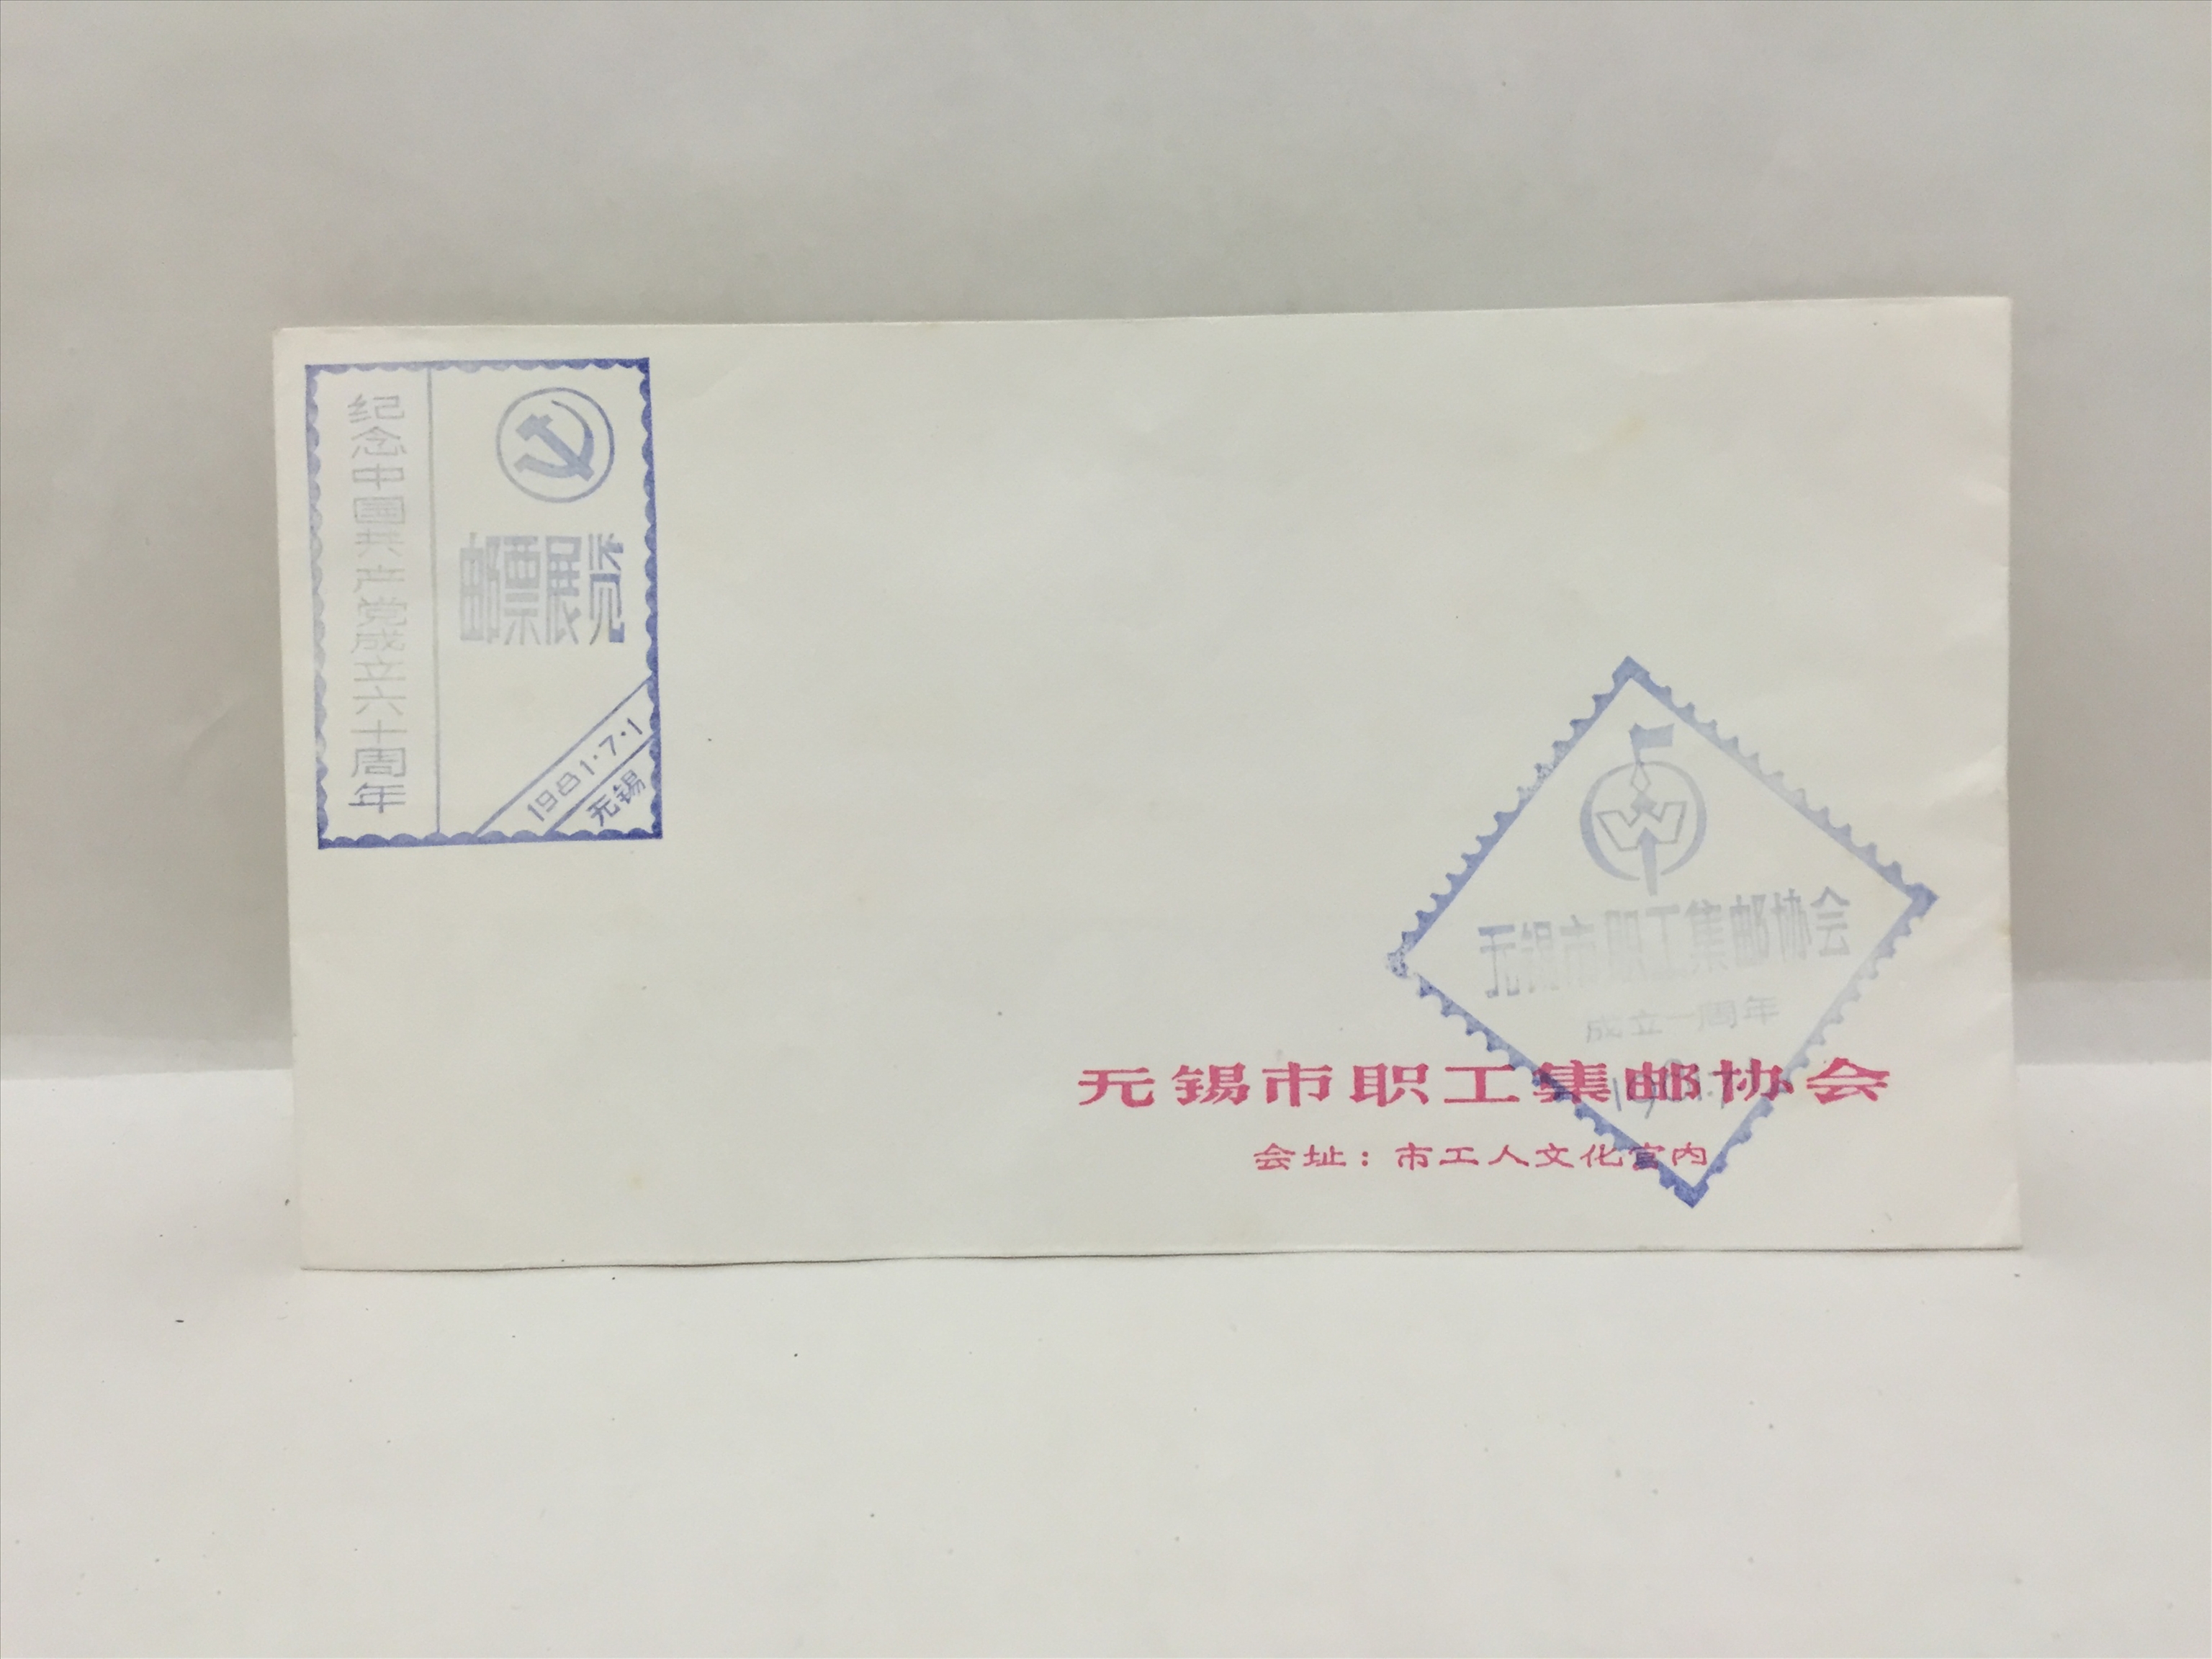 纪念中国共产党成立六十周年
邮票展览
1981·7·1
无锡
无锡市职工集邮协会
成立一周年
无锡市职工集邮协会
会址：市工人文化宫内